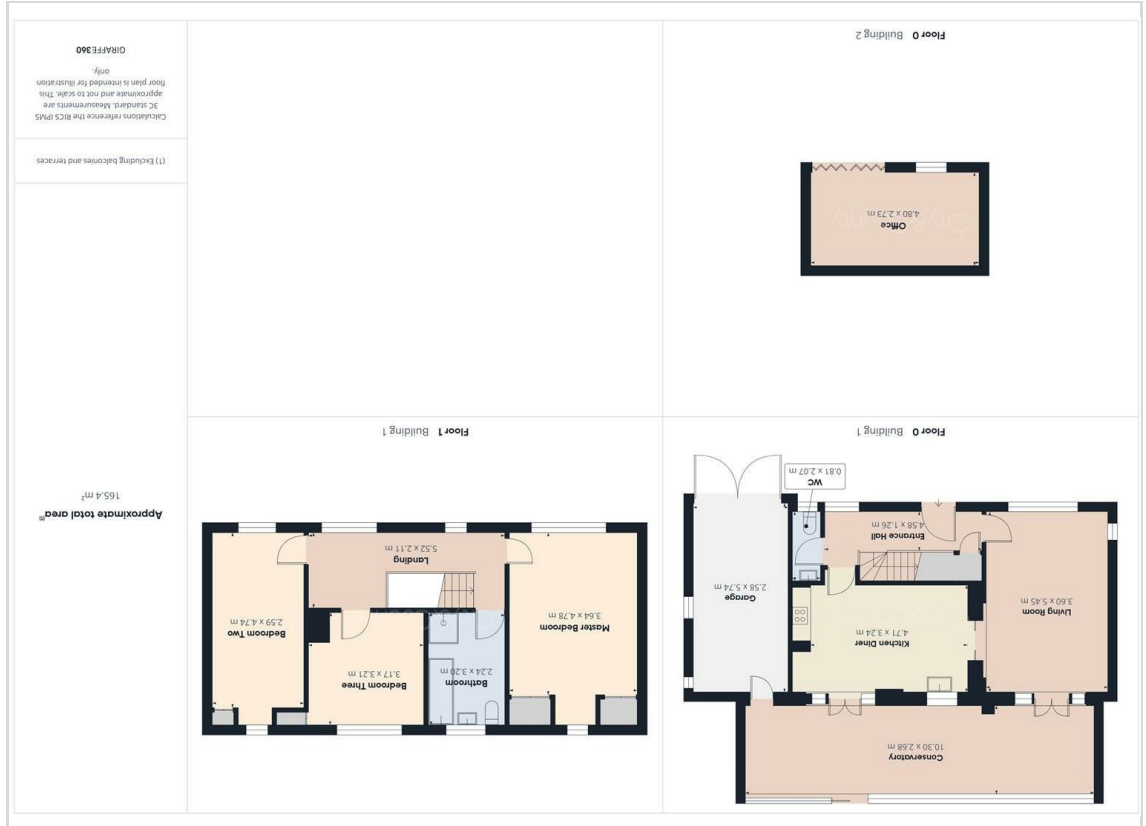 Conservatory
10.30 x 2.68 m
Living Room
3.60 x 5.45 m
Kitchen Diner
4.71 x 3.24 m
Garage
2.58 x 5.74 m
Entrance Hall
4.58 x 1.26 m
WC
0.81 x 2.07 m
Floor 0 Building 1
Master Bedroom
3.64 x 4.78 m
Bathroom
2.24 x 3.20 m
Bedroom Three
3.17 x 3.21 m
Bedroom Two
2.59 x 4.74 m
Landing
5.52 x 2.11 m
Floor 1 Building 1
Office
4.80 x 2.73 m
Floor 0 Building 2
Approximate total area(1)
165.4 m²
(1) Excluding balconies and terraces
Calculations reference the RICS IPMS
3C standard. Measurements are
approximate and not to scale. This
floor plan is intended for illustration
only.
GIRAFFE360